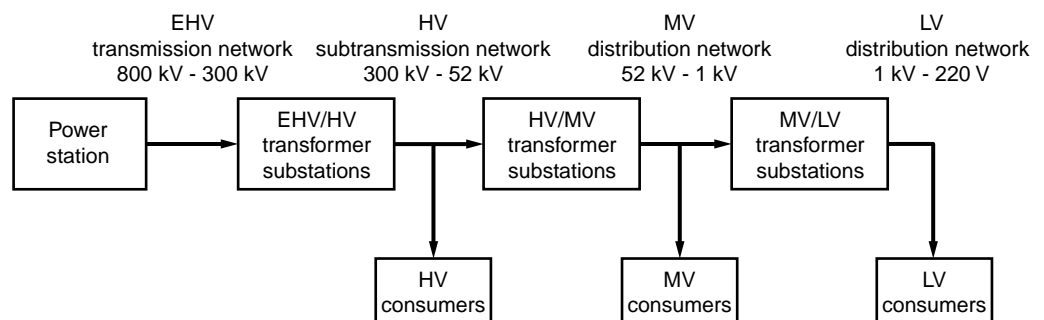 EHV
transmission network
800 kV - 300 kV
HV
subtransmission network
300 kV - 52 kV
MV
distribution network
52 kV - 1 kV
LV
distribution network
1 kV - 220 V
Power
station
EHV/HV
transformer
substations
HV/MV
transformer
substations
MV/LV
transformer
substations
HV
consumers
MV
consumers
LV
consumers